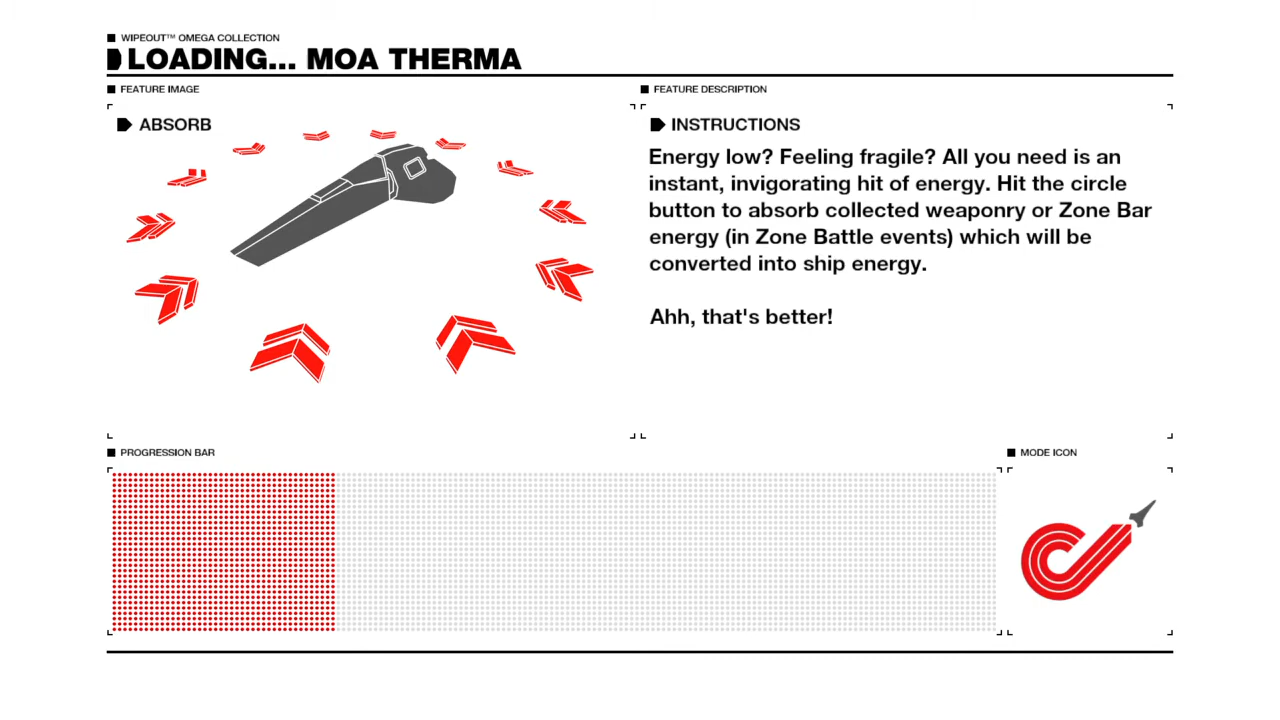 WIPEOUT™ OMEGA COLLECTION
LOADING... MOA THERMA
FEATURE IMAGE
ABSORB
FEATURE DESCRIPTION
INSTRUCTIONS
Energy low? Feeling fragile? All you need is an
instant, invigorating hit of energy. Hit the circle
button to absorb collected weaponry or Zone Bar
energy (in Zone Battle events) which will be
converted into ship energy.
Ahh, that's better!
PROGRESSION BAR
MODE ICON